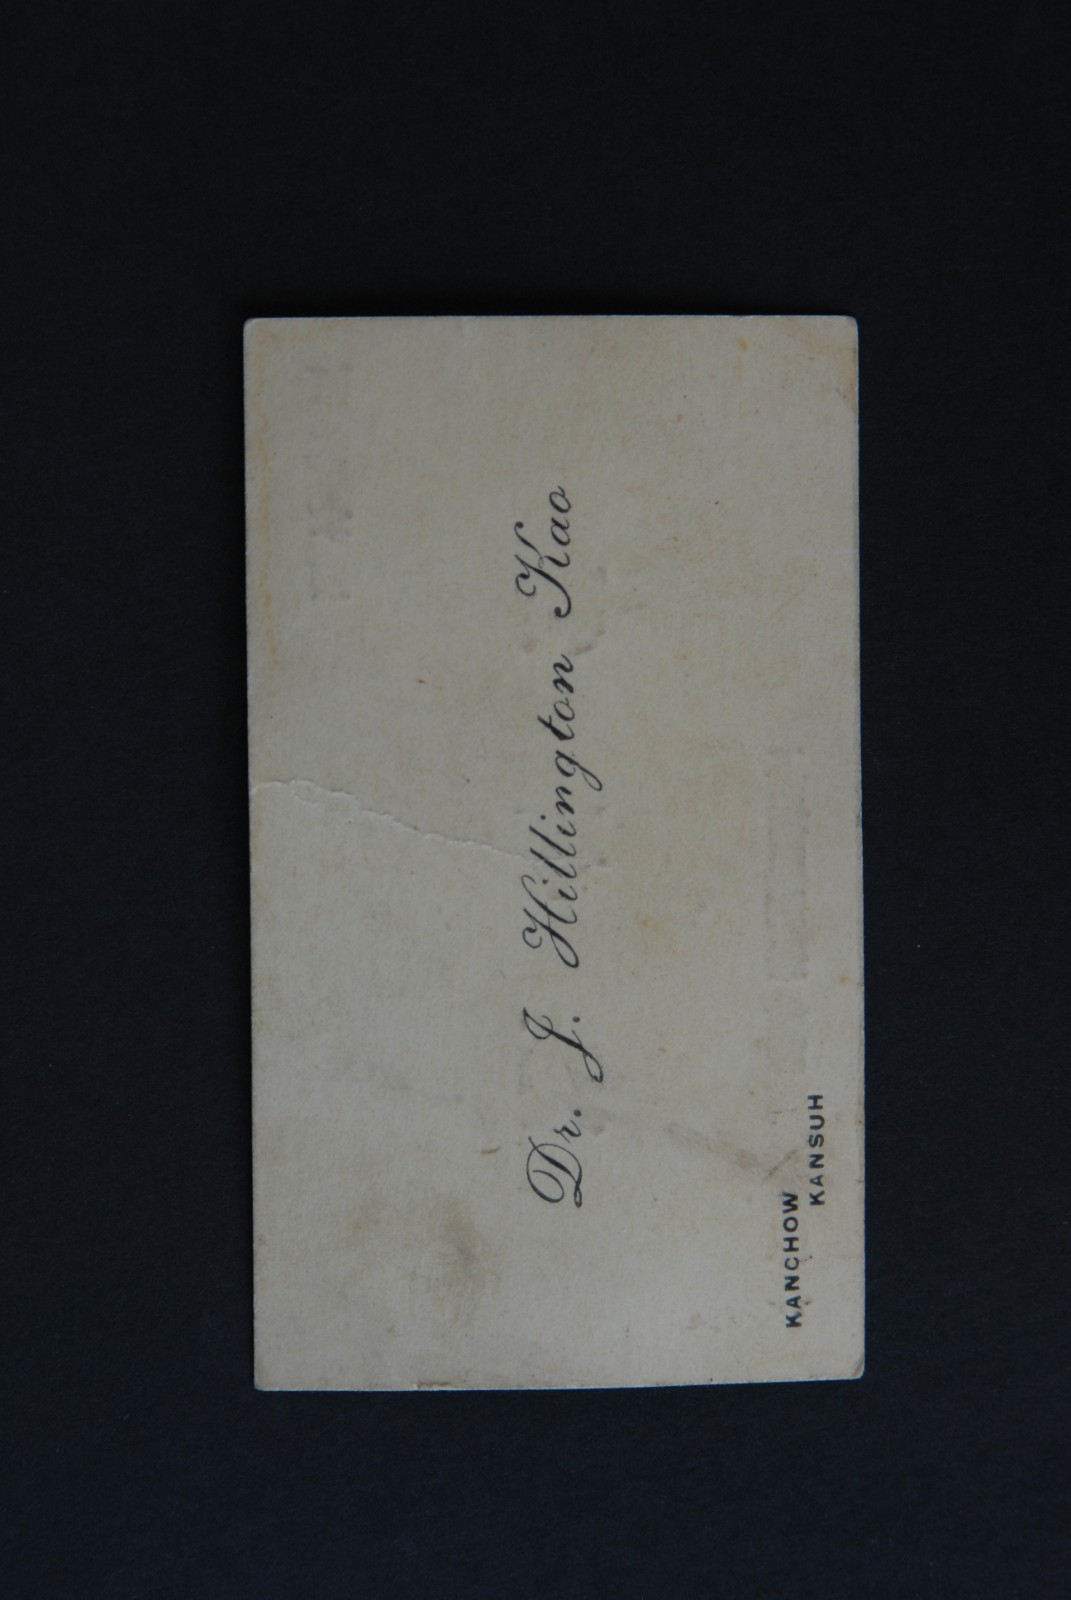 Dr. J. Hillington Kao
KANCHOW
KANSUH